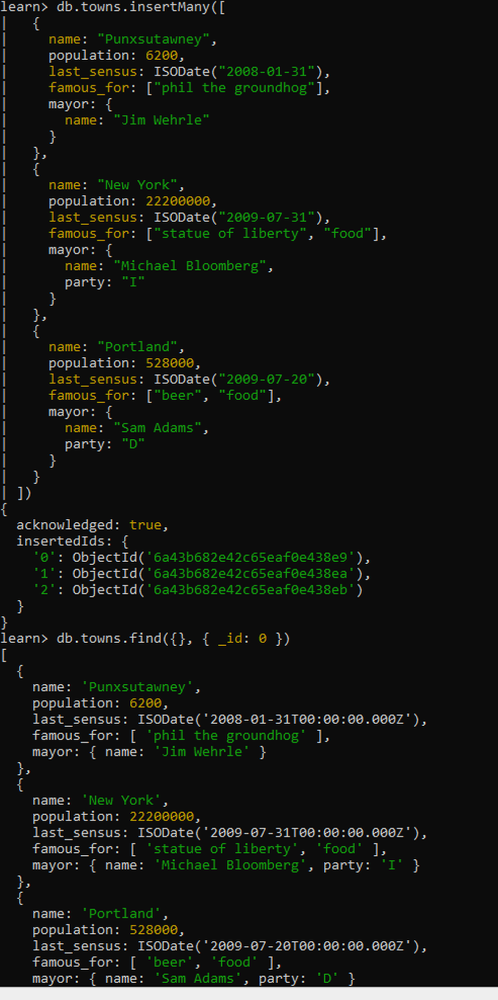 learn> db.towns.insertMany([
|   {
|     name: "Punxsutawney",
|     population: 6200,
|     last_sensus: ISODate("2008-01-31"),
|     famous_for: ["phil the groundhog"],
|     mayor: {
|       name: "Jim Wehrle"
|     }
|   },
|   {
|     name: "New York",
|     population: 22200000,
|     last_sensus: ISODate("2009-07-31"),
|     famous_for: ["statue of liberty", "food"],
|     mayor: {
|       name: "Michael Bloomberg",
|       party: "I"
|     }
|   },
|   {
|     name: "Portland",
|     population: 528000,
|     last_sensus: ISODate("2009-07-20"),
|     famous_for: ["beer", "food"],
|     mayor: {
|       name: "Sam Adams",
|       party: "D"
|     }
|   }
| ])
{
  acknowledged: true,
  insertedIds: {
    '0': ObjectId('6a43b682e42c65eaf0e438e9'),
    '1': ObjectId('6a43b682e42c65eaf0e438ea'),
    '2': ObjectId('6a43b682e42c65eaf0e438eb')
  }
}
learn> db.towns.find({}, { _id: 0 })
[
  {
    name: 'Punxsutawney',
    population: 6200,
    last_sensus: ISODate('2008-01-31T00:00:00.000Z'),
    famous_for: [ 'phil the groundhog' ],
    mayor: { name: 'Jim Wehrle' }
  },
  {
    name: 'New York',
    population: 22200000,
    last_sensus: ISODate('2009-07-31T00:00:00.000Z'),
    famous_for: [ 'statue of liberty', 'food' ],
    mayor: { name: 'Michael Bloomberg', party: 'I' }
  },
  {
    name: 'Portland',
    population: 528000,
    last_sensus: ISODate('2009-07-20T00:00:00.000Z'),
    famous_for: [ 'beer', 'food' ],
    mayor: { name: 'Sam Adams', party: 'D' }